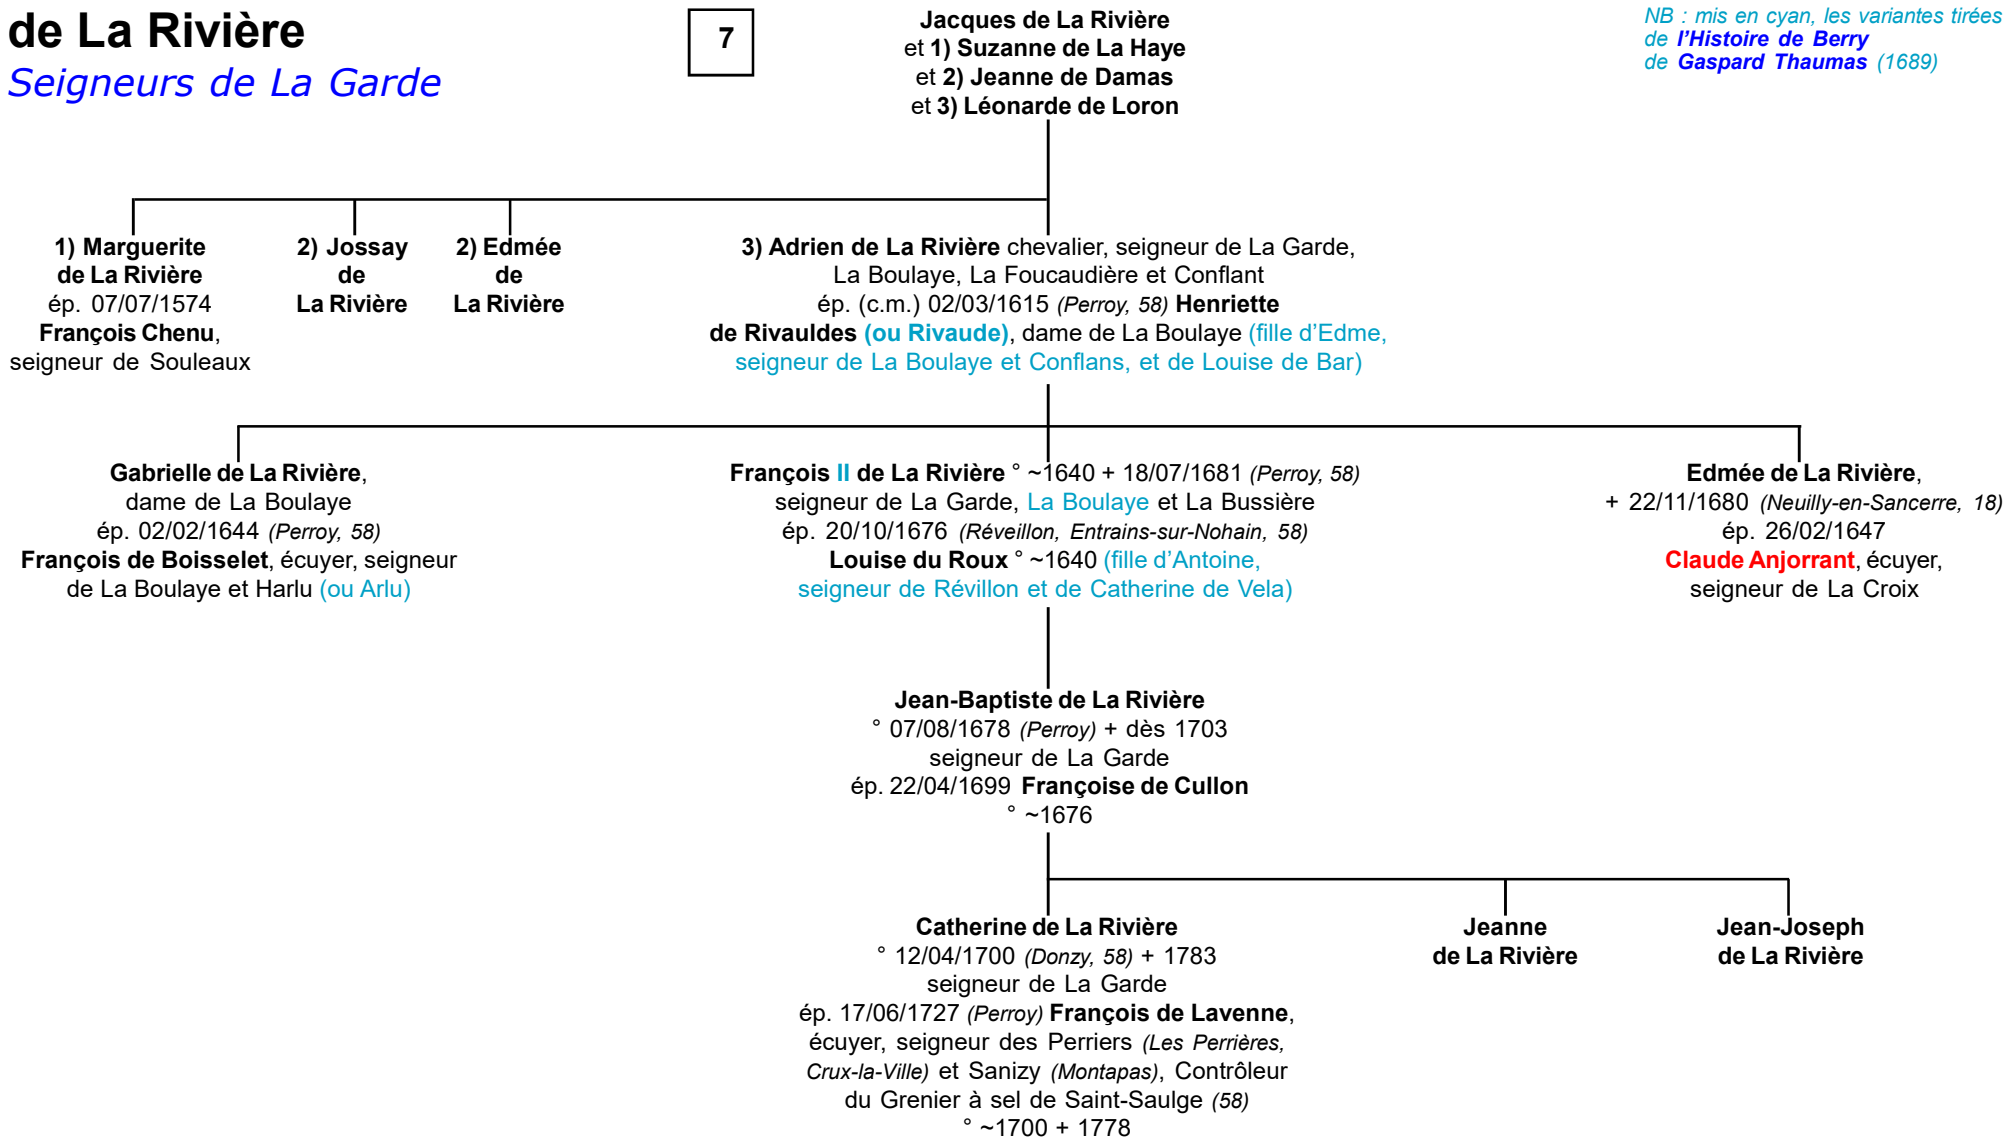 de La Rivière
Seigneurs de La Garde
7
Jacques de La Rivière
et 1) Suzanne de La Haye
et 2) Jeanne de Damas
et 3) Léonarde de Loron
NB : mis en cyan, les variantes tirées
de l'Histoire de Berry
de Gaspard Thaumas (1689)
1) Marguerite
de La Rivière
ép. 07/07/1574
François Chenu,
seigneur de Souleaux
2) Jossay
de
La Rivière
2) Edmée
de
La Rivière
3) Adrien de La Rivière chevalier, seigneur de La Garde,
La Boulaye, La Foucaudière et Conflant
ép. (c.m.) 02/03/1615 (Perroy, 58) Henriette
de Rivauldes (ou Rivaude), dame de La Boulaye (fille d'Edme,
seigneur de La Boulaye et Conflans, et de Louise de Bar)
Gabrielle de La Rivière,
dame de La Boulaye
ép. 02/02/1644 (Perroy, 58)
François de Boisselet, écuyer, seigneur
de La Boulaye et Harlu (ou Arlu)
François II de La Rivière ° ~1640 + 18/07/1681 (Perroy, 58)
seigneur de La Garde, La Boulaye et La Bussière
ép. 20/10/1676 (Réveillon, Entrains-sur-Nohain, 58)
Louise du Roux ° ~1640 (fille d'Antoine,
seigneur de Révillon et de Catherine de Vela)
Edmée de La Rivière,
+ 22/11/1680 (Neuilly-en-Sancerre, 18)
ép. 26/02/1647
Claude Anjorrant, écuyer,
seigneur de La Croix
Jean-Baptiste de La Rivière
° 07/08/1678 (Perroy) + dès 1703
seigneur de La Garde
ép. 22/04/1699 Françoise de Cullon
° ~1676
Catherine de La Rivière
° 12/04/1700 (Donzy, 58) + 1783
seigneur de La Garde
ép. 17/06/1727 (Perroy) François de Lavenne,
écuyer, seigneur des Perriers (Les Perrières,
Crux-la-Ville) et Sanizy (Montapas), Contrôleur
du Grenier à sel de Saint-Saulge (58)
° ~1700 + 1778
Jeanne
de La Rivière
Jean-Joseph
de La Rivière